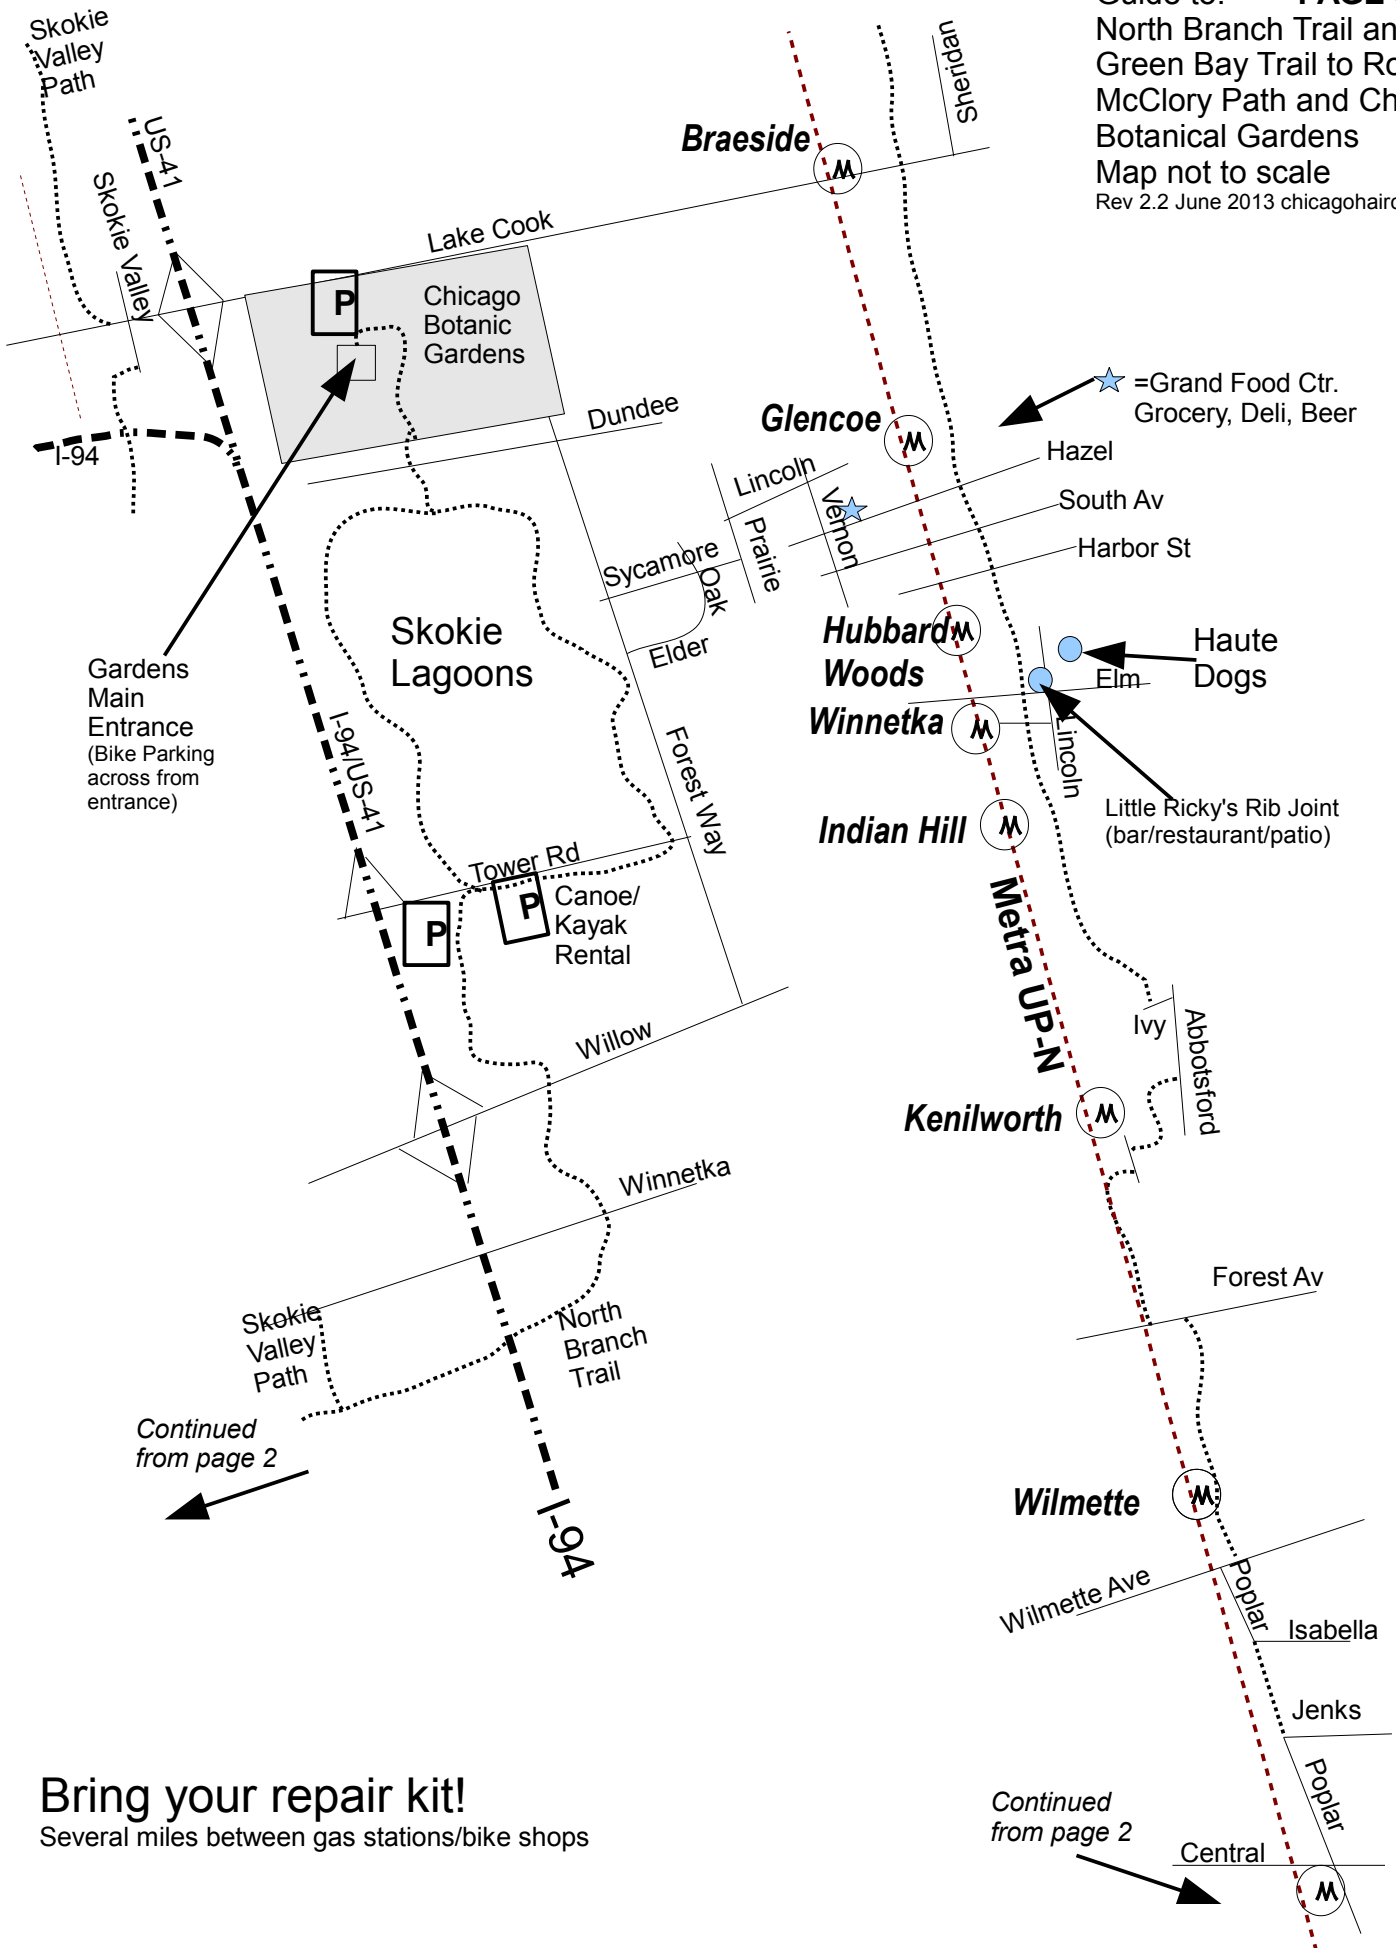 Guide to:
North Branch Trail an
Green Bay Trail to Ro
McClory Path and Ch
Botanical Gardens
Map not to scale
Rev 2.2 June 2013 chicagohairc
Skokie
Valley
Path
US-41
Skokie Valley
Sheridan
Braeside
M
Lake Cook
P
Chicago
Botanic
Gardens
=Grand Food Ctr.
Grocery, Deli, Beer
Dundee
Glencoe
M
I-94
Hazel
Lincoln
Vernon
South Av
Prairie
Harbor St
Sycamore
Oak
Elder
Skokie
Lagoons
Hubbard
Woods
M
Haute
Dogs
Elm
Gardens
Main
Entrance
(Bike Parking
across from
entrance)
Winnetka
M
Lincoln
I-94/US-41
Forest Way
Little Ricky's Rib Joint
(bar/restaurant/patio)
Indian Hill
M
Tower Rd
P
P
Canoe/
Kayak
Rental
Metra UP-N
Ivy
Abbotsford
Willow
Kenilworth
M
Winnetka
Forest Av
Skokie
Valley
Path
North
Branch
Trail
Continued
from page 2
I-94
Wilmette
M
Wilmette Ave
Poplar
Isabella
Jenks
Poplar
Bring your repair kit!
Several miles between gas stations/bike shops
Continued
from page 2
Central
M